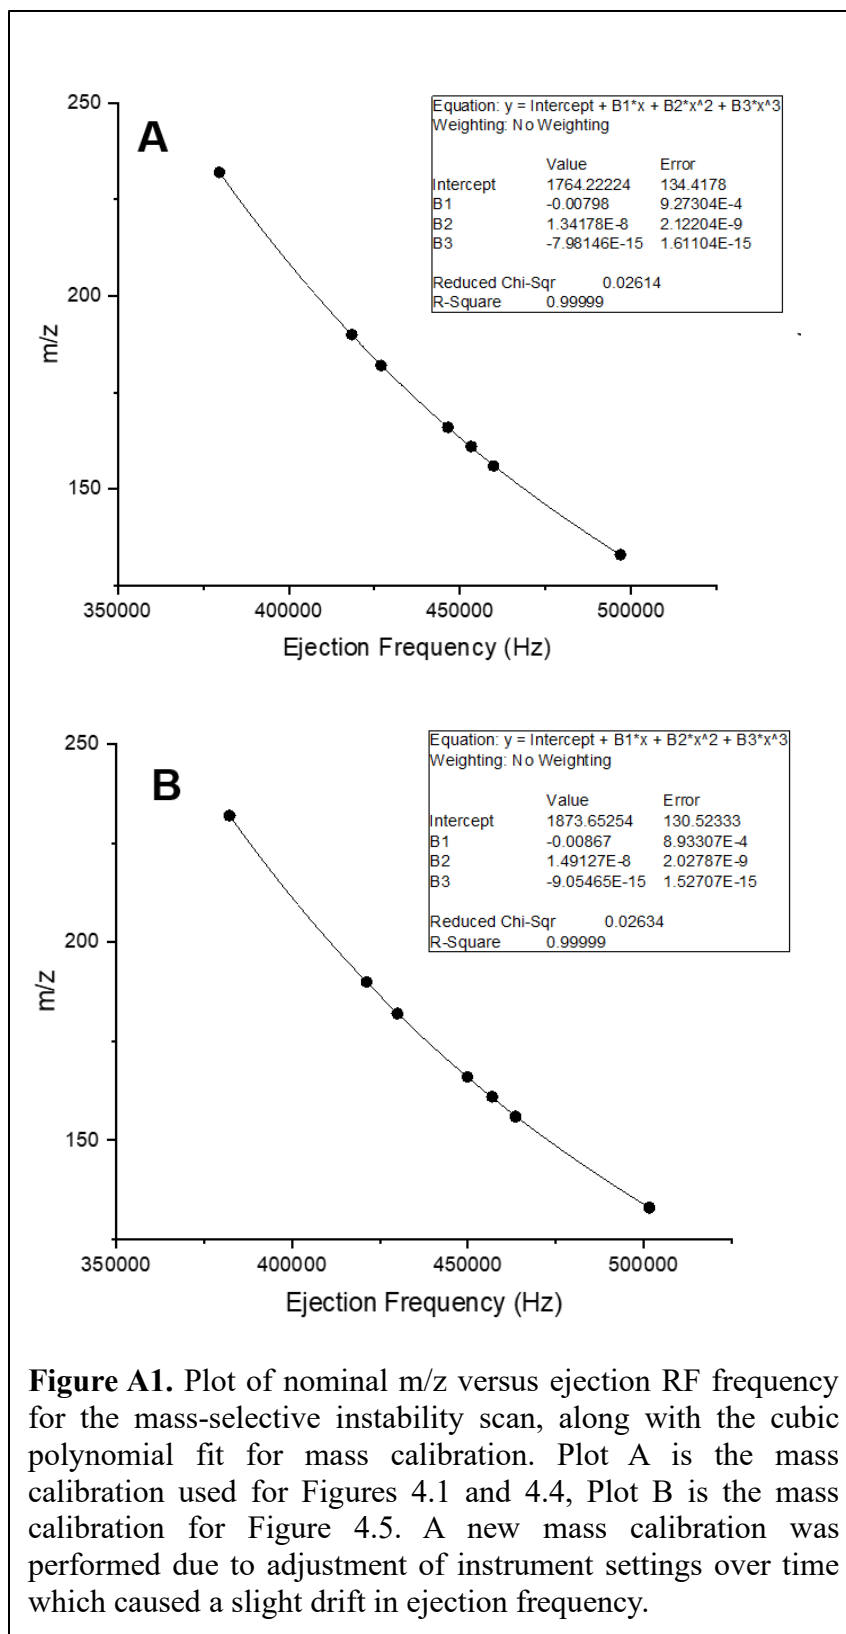 250
A
Equation: y = Intercept + B1*x + B2*x^2 + B3*x^3
Weighting: No Weighting
Value Error
Intercept 1764.22224 134.4178
B1 -0.00798 9.27304E-4
B2 1.34178E-8 2.12204E-9
B3 -7.98146E-15 1.61104E-15
Reduced Chi-Sqr 0.02614
R-Square 0.99999
200
m/z
150
350000 400000 450000 500000
Ejection Frequency (Hz)
250
B
Equation: y = Intercept + B1*x + B2*x^2 + B3*x^3
Weighting: No Weighting
Value Error
Intercept 1873.65254 130.52333
B1 -0.00867 8.93307E-4
B2 1.49127E-8 2.02787E-9
B3 -9.05465E-15 1.52707E-15
Reduced Chi-Sqr 0.02634
R-Square 0.99999
200
m/z
150
350000 400000 450000 500000
Ejection Frequency (Hz)
Figure A1. Plot of nominal m/z versus ejection RF frequency
for the mass-selective instability scan, along with the cubic
polynomial fit for mass calibration. Plot A is the mass
calibration used for Figures 4.1 and 4.4, Plot B is the mass
calibration for Figure 4.5. A new mass calibration was
performed due to adjustment of instrument settings over time
which caused a slight drift in ejection frequency.